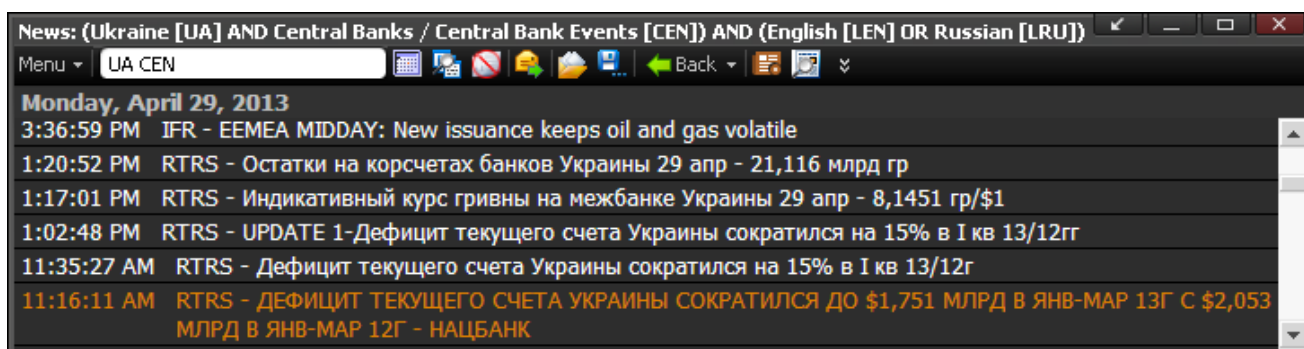 News: (Ukraine [UA] AND Central Banks / Central Bank Events [CEN]) AND (English [LEN] OR Russian [LRU])
Menu UA CEN Back
Monday, April 29, 2013
3:36:59 PM IFR - EEMEA MIDDAY: New issuance keeps oil and gas volatile
1:20:52 PM RTRS - Остатки на корсчетах банков Украины 29 апр - 21,116 млрд гр
1:17:01 PM RTRS - Индикативный курс гривны на межбанке Украины 29 апр - 8,1451 гр/$1
1:02:48 PM RTRS - UPDATE 1-Дефицит текущего счета Украины сократился на 15% в I кв 13/12гг
11:35:27 AM RTRS - Дефицит текущего счета Украины сократился на 15% в I кв 13/12г
11:16:11 AM RTRS - ДЕФИЦИТ ТЕКУЩЕГО СЧЕТА УКРАИНЫ СОКРАТИЛСЯ ДО $1,751 МЛРД В ЯНВ-МАР 13Г С $2,053
МЛРД В ЯНВ-МАР 12Г - НАЦБАНК